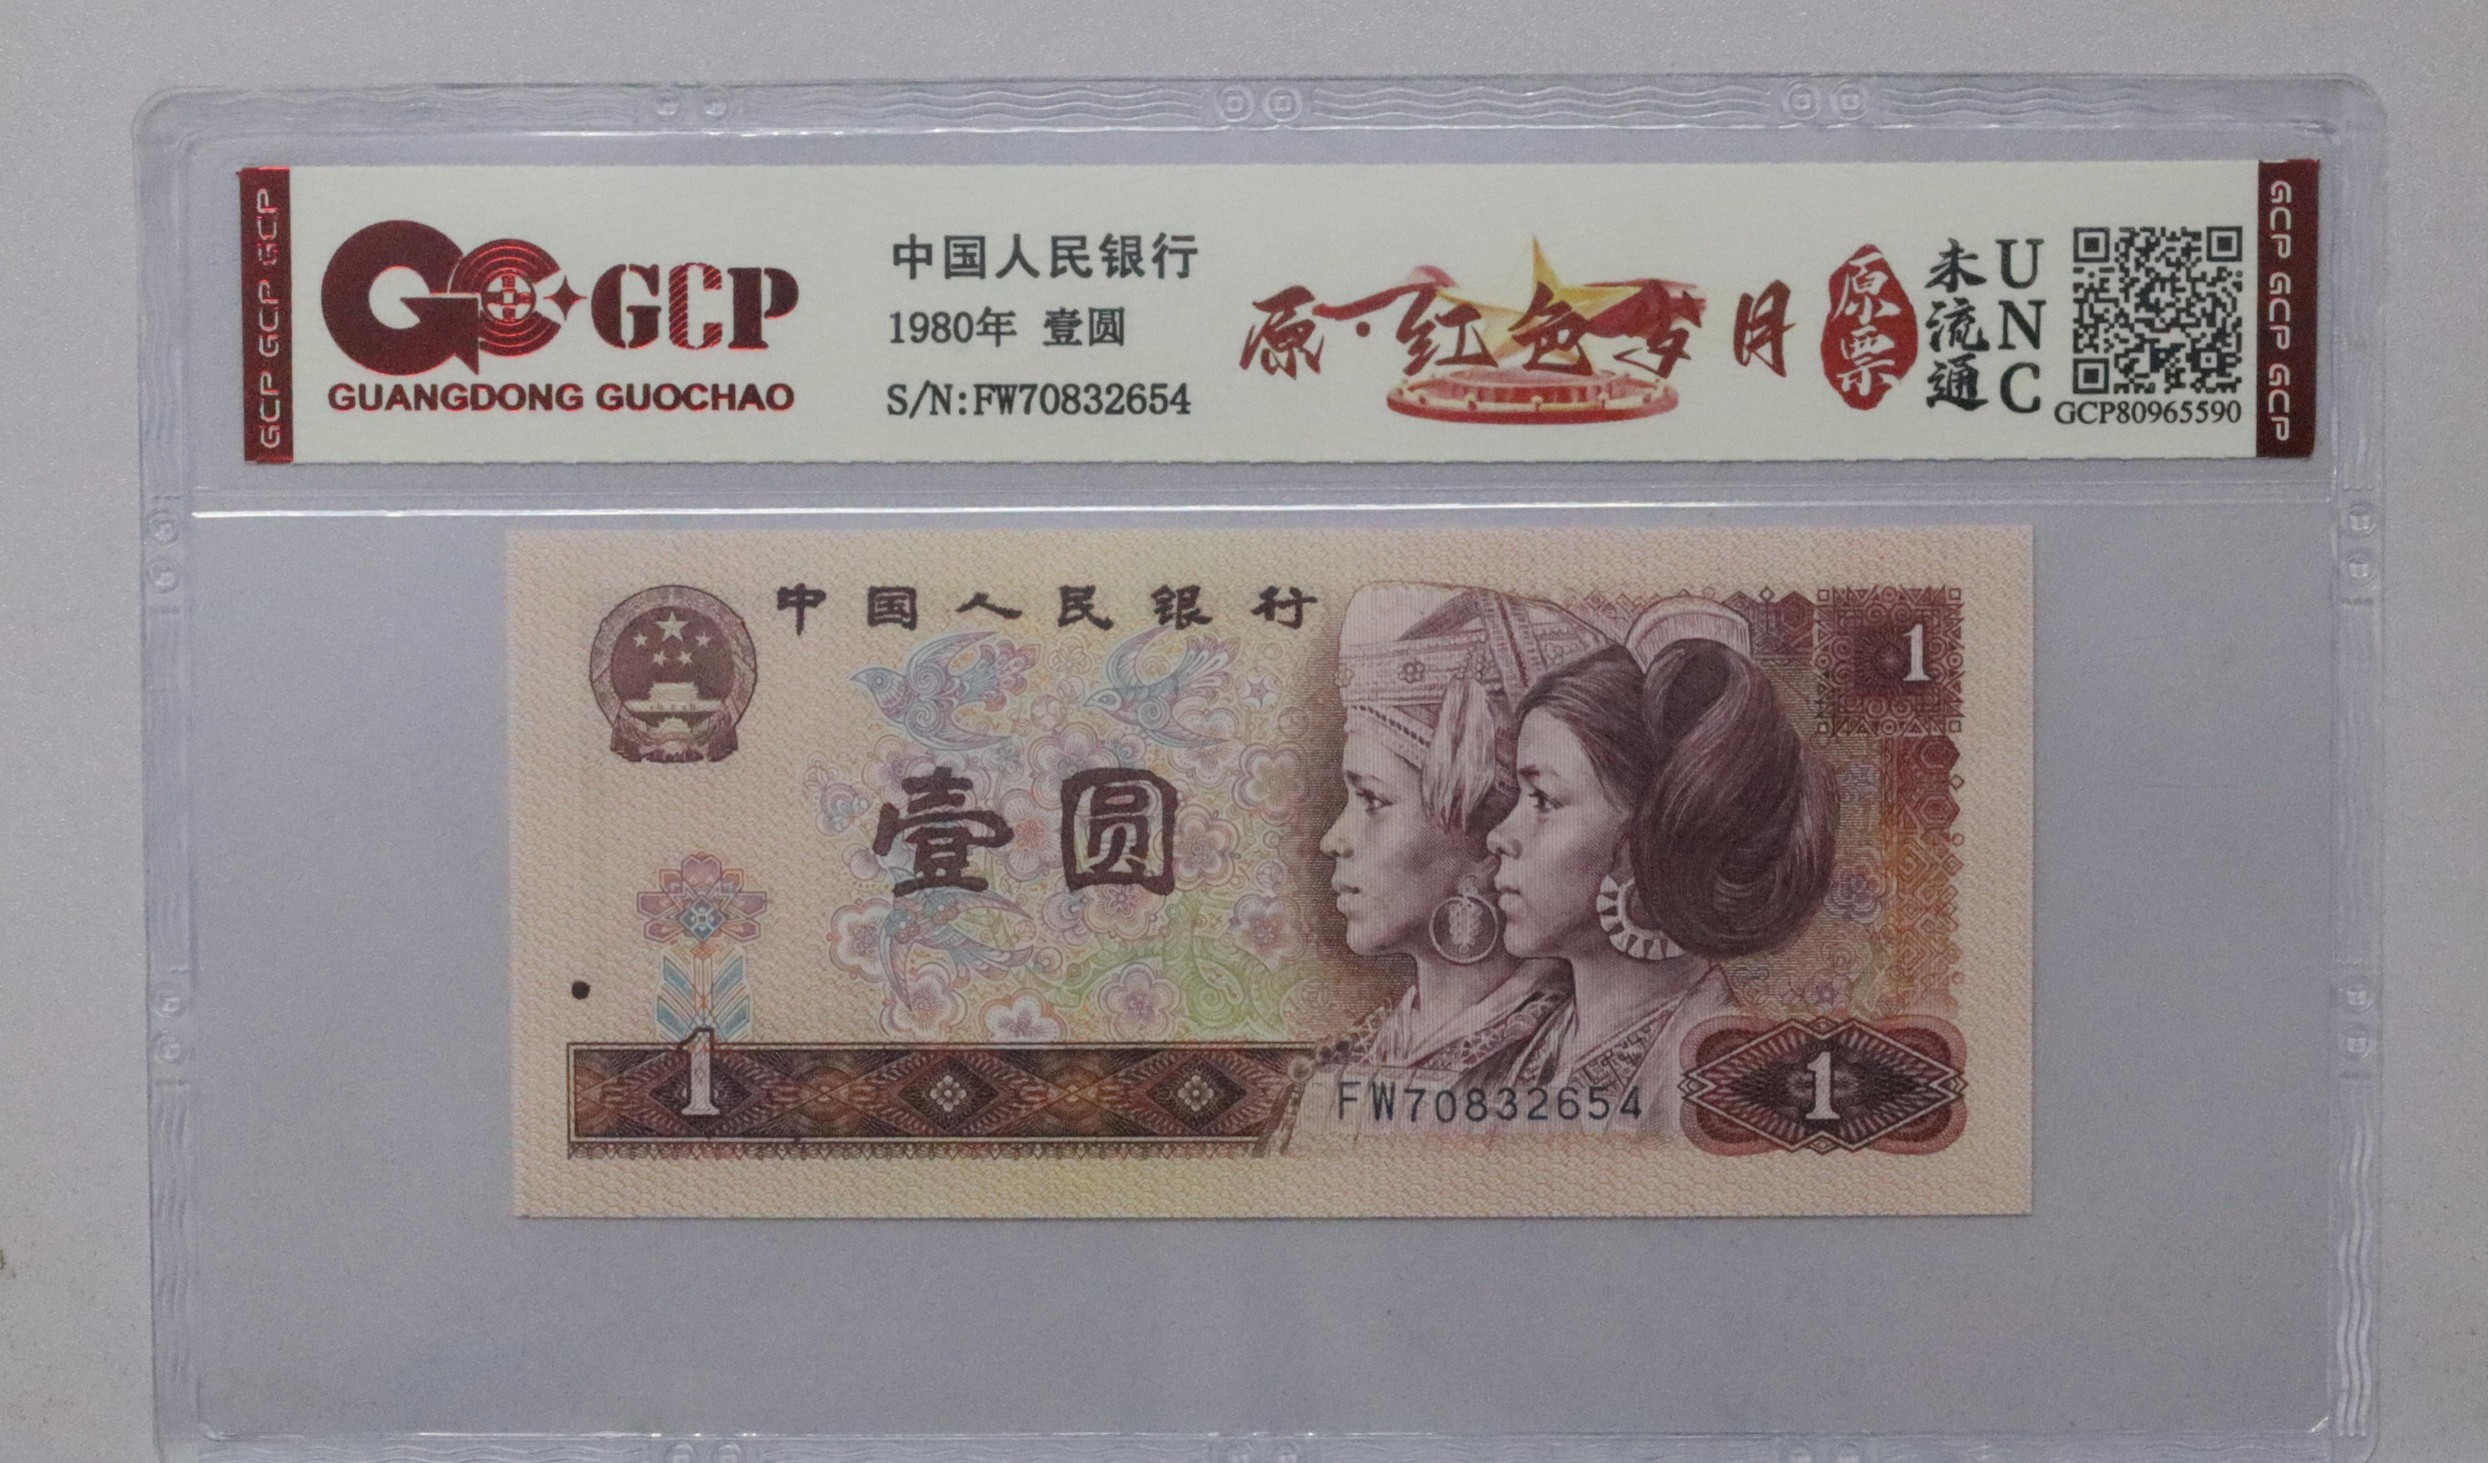 GCP GCP GCP
GCP
GUANGDONG GUOCHAO
中国人民银行
1980年 壹圆
S/N:FW70832654
原·红色岁月
原票
未流通
UNC
GCP80965590
GCP GCP GCP
中国人民银行
1
壹圆
1
FW70832654
1